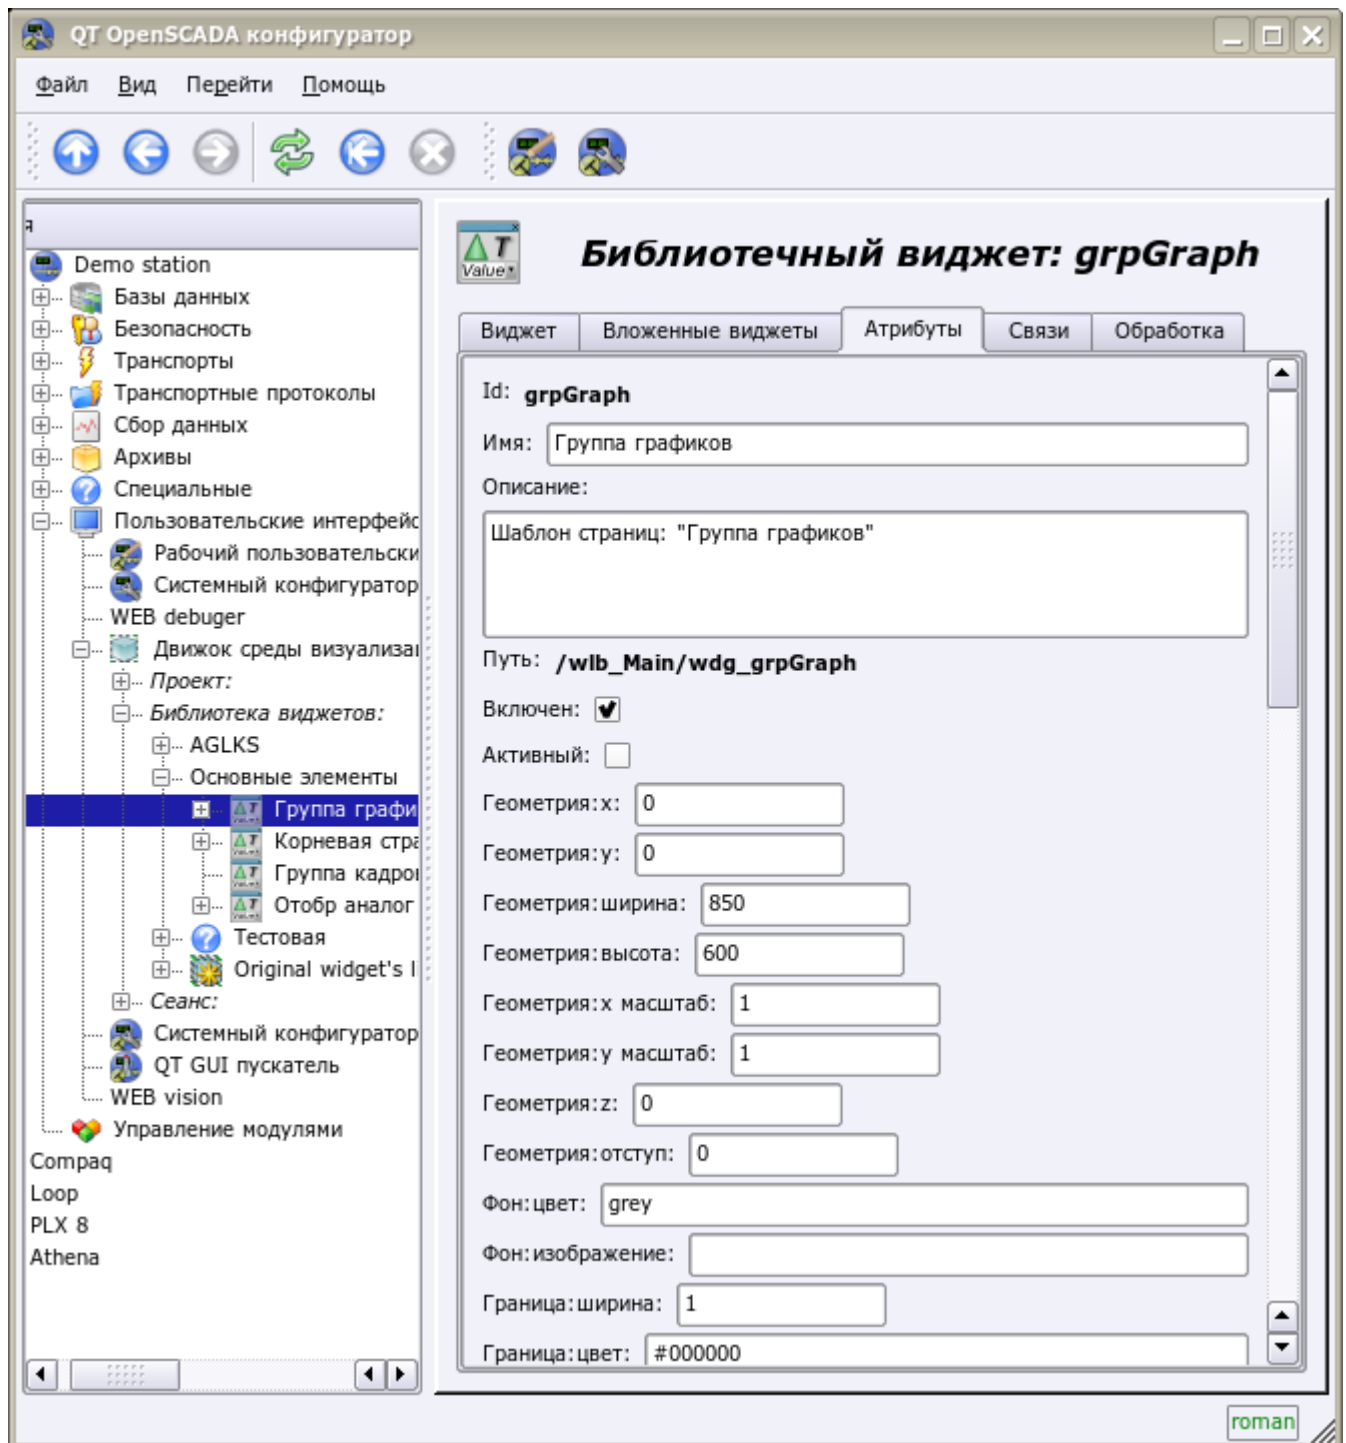 QT OpenSCADA конфигуратор
Файл Вид Перейти Помощь
я
Demo station
Базы данных
Безопасность
Транспорты
Транспортные протоколы
Сбор данных
Архивы
Специальные
Пользовательские интерфейс
Рабочий пользовательски
Системный конфигуратор
WEB debuger
Движок среды визуализа
Проект:
Библиотека виджетов:
AGLKS
Основные элементы
Группа графи
Корневая стра
Группа кадро
Отобр аналог
Тестовая
Original widget's l
Сеанс:
Системный конфигуратор
QT GUI пускатель
WEB vision
Управление модулями
Compaq
Loop
PLX 8
Athena
Value
Библиотечный виджет: grpGraph
Виджет Вложенные виджеты Атрибуты Связи Обработка
Id: grpGraph
Имя: Группа графиков
Описание:
Шаблон страниц: "Группа графиков"
Путь: /wlb_Main/wdg_grpGraph
Включен:
Активный:
Геометрия:x: 0
Геометрия:y: 0
Геометрия:ширина: 850
Геометрия:высота: 600
Геометрия:x масштаб: 1
Геометрия:y масштаб: 1
Геометрия:z: 0
Геометрия:отступ: 0
Фон:цвет: grey
Фон:изображение:
Граница:ширина: 1
Граница:цвет: #000000
roman